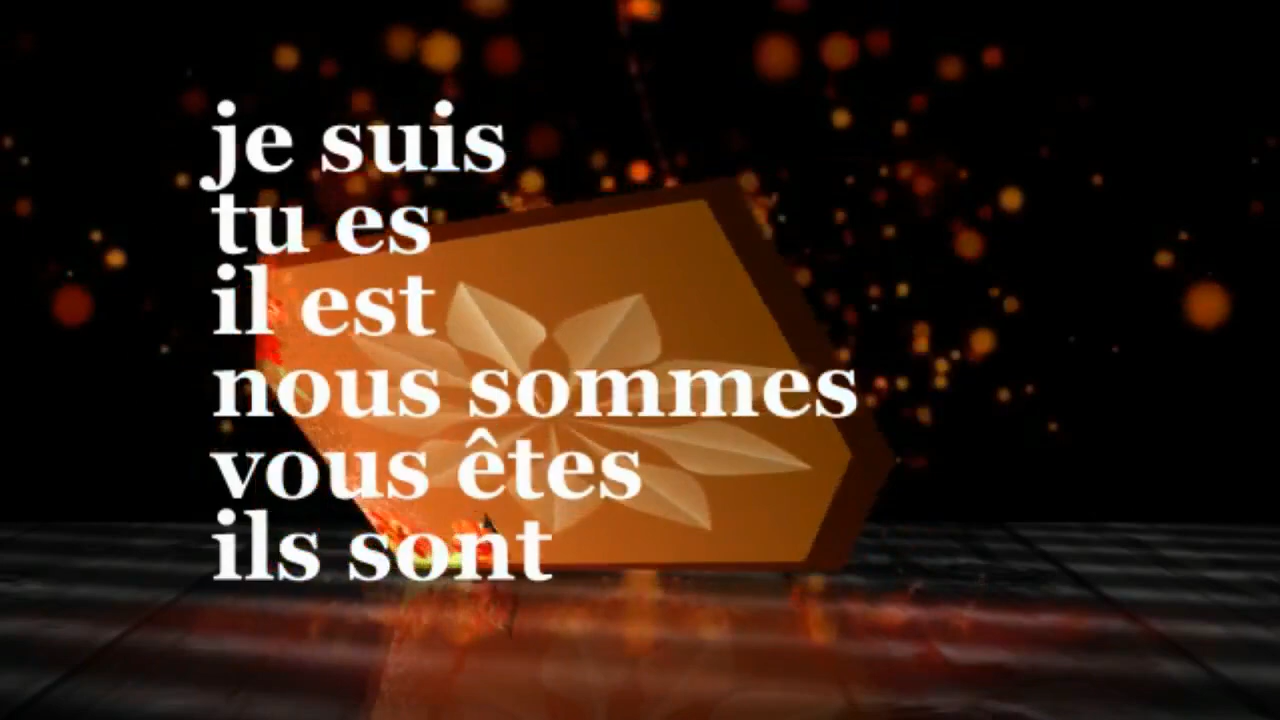 je suis
tu es
il est
nous sommes
vous êtes
ils sont